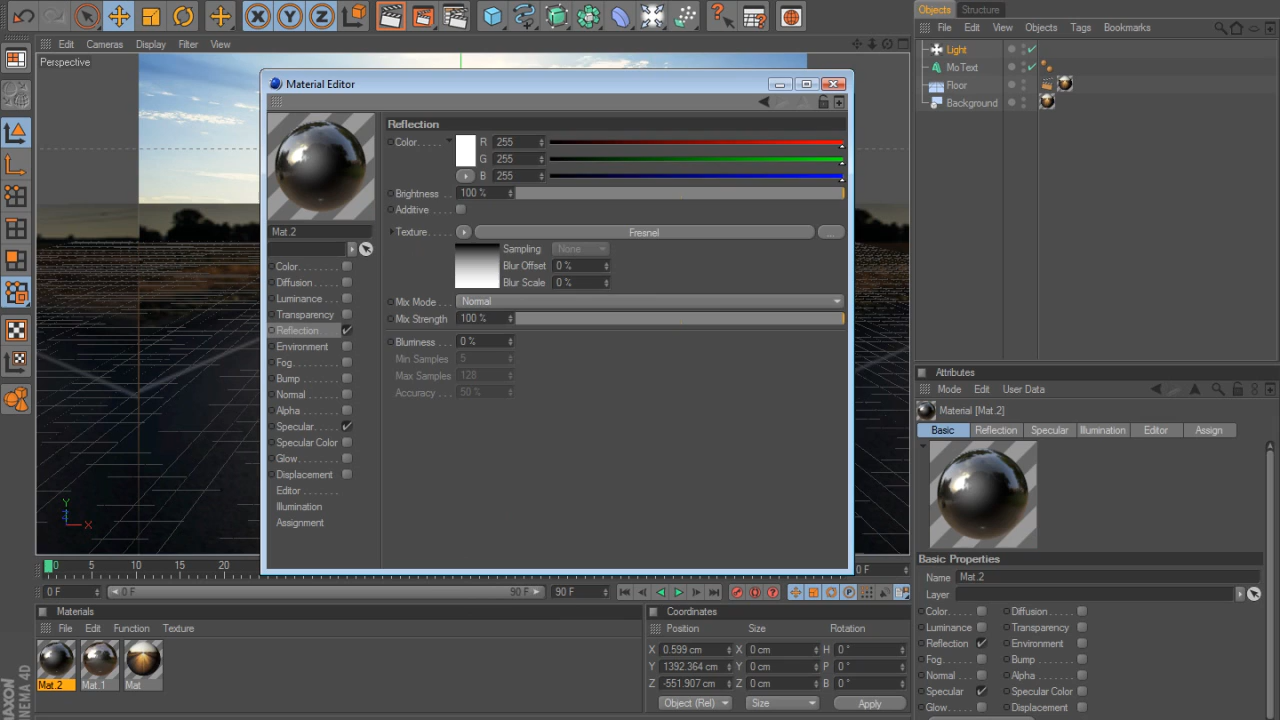 Objects Structure
File Edit View Objects Tags Bookmarks
Light
MoText
Floor
Background
Edit Cameras Display Filter View
Perspective
Material Editor
Reflection
Color
R 255
G 255
B 255
Brightness 100 %
Additive
Texture Fresnel ...
Sampling None
Blur Offset 0 %
Blur Scale 0 %
Mix Mode Normal
Mix Strength 100 %
Blurriness 0 %
Min Samples 5
Max Samples 128
Accuracy 50 %
Mat.2
Color
Diffusion
Luminance
Transparency
Reflection
Environment
Fog
Bump
Normal
Alpha
Specular
Specular Color
Glow
Displacement
Editor
Illumination
Assignment
Y
Z
X
Attributes
Mode Edit User Data
Material [Mat.2]
Basic Reflection Specular Illumination Editor Assign
Basic Properties
Name Mat.2
Layer
Color Diffusion
Luminance Transparency
Reflection Environment
Fog Bump
Normal Alpha
Specular Specular Color
Glow Displacement
0 5 10 15 20
0 F
0 F 0 F 90 F 90 F
Materials
File Edit Function Texture
Mat.2 Mat.1 Mat
Coordinates
Position Size Rotation
X 0.599 cm X 0 cm H 0 °
Y 1392.364 cm Y 0 cm P 0 °
Z -551.907 cm Z 0 cm B 0 °
Object (Rel) Size Apply
MAXON
CINEMA 4D